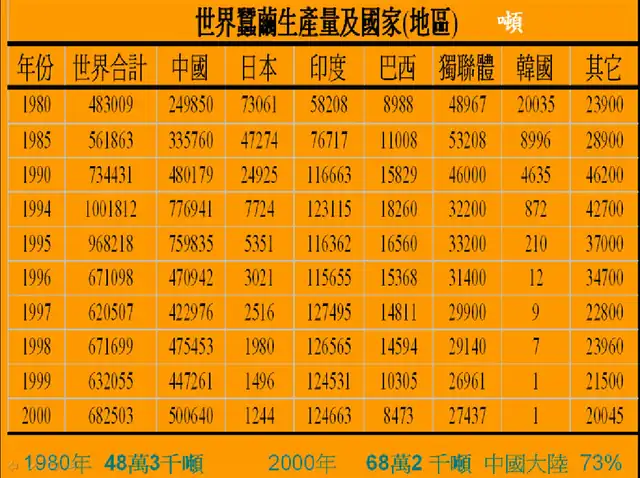 世界蠶繭生產量及國家(地區) 噸
年份 世界合計 中國 日本 印度 巴西 獨聯體 韓國 其它
1980 483009 249850 73061 58208 8988 48967 20035 23900
1985 561863 335760 47274 76717 11008 53208 8996 28900
1990 734431 480179 24925 116663 15829 46000 4635 46200
1994 1001812 776941 7724 123115 18260 32200 872 42700
1995 968218 759835 5351 116362 16560 33200 210 37000
1996 671098 470942 3021 115655 15368 31400 12 34700
1997 620507 422976 2516 127495 14811 29900 9 22800
1998 671699 475453 1980 126565 14594 29140 7 23960
1999 632055 447261 1496 124531 10305 26961 1 21500
2000 682503 500640 1244 124663 8473 27437 1 20045
1980年 48萬3千噸 2000年 68萬2 千噸 中國大陸 73%